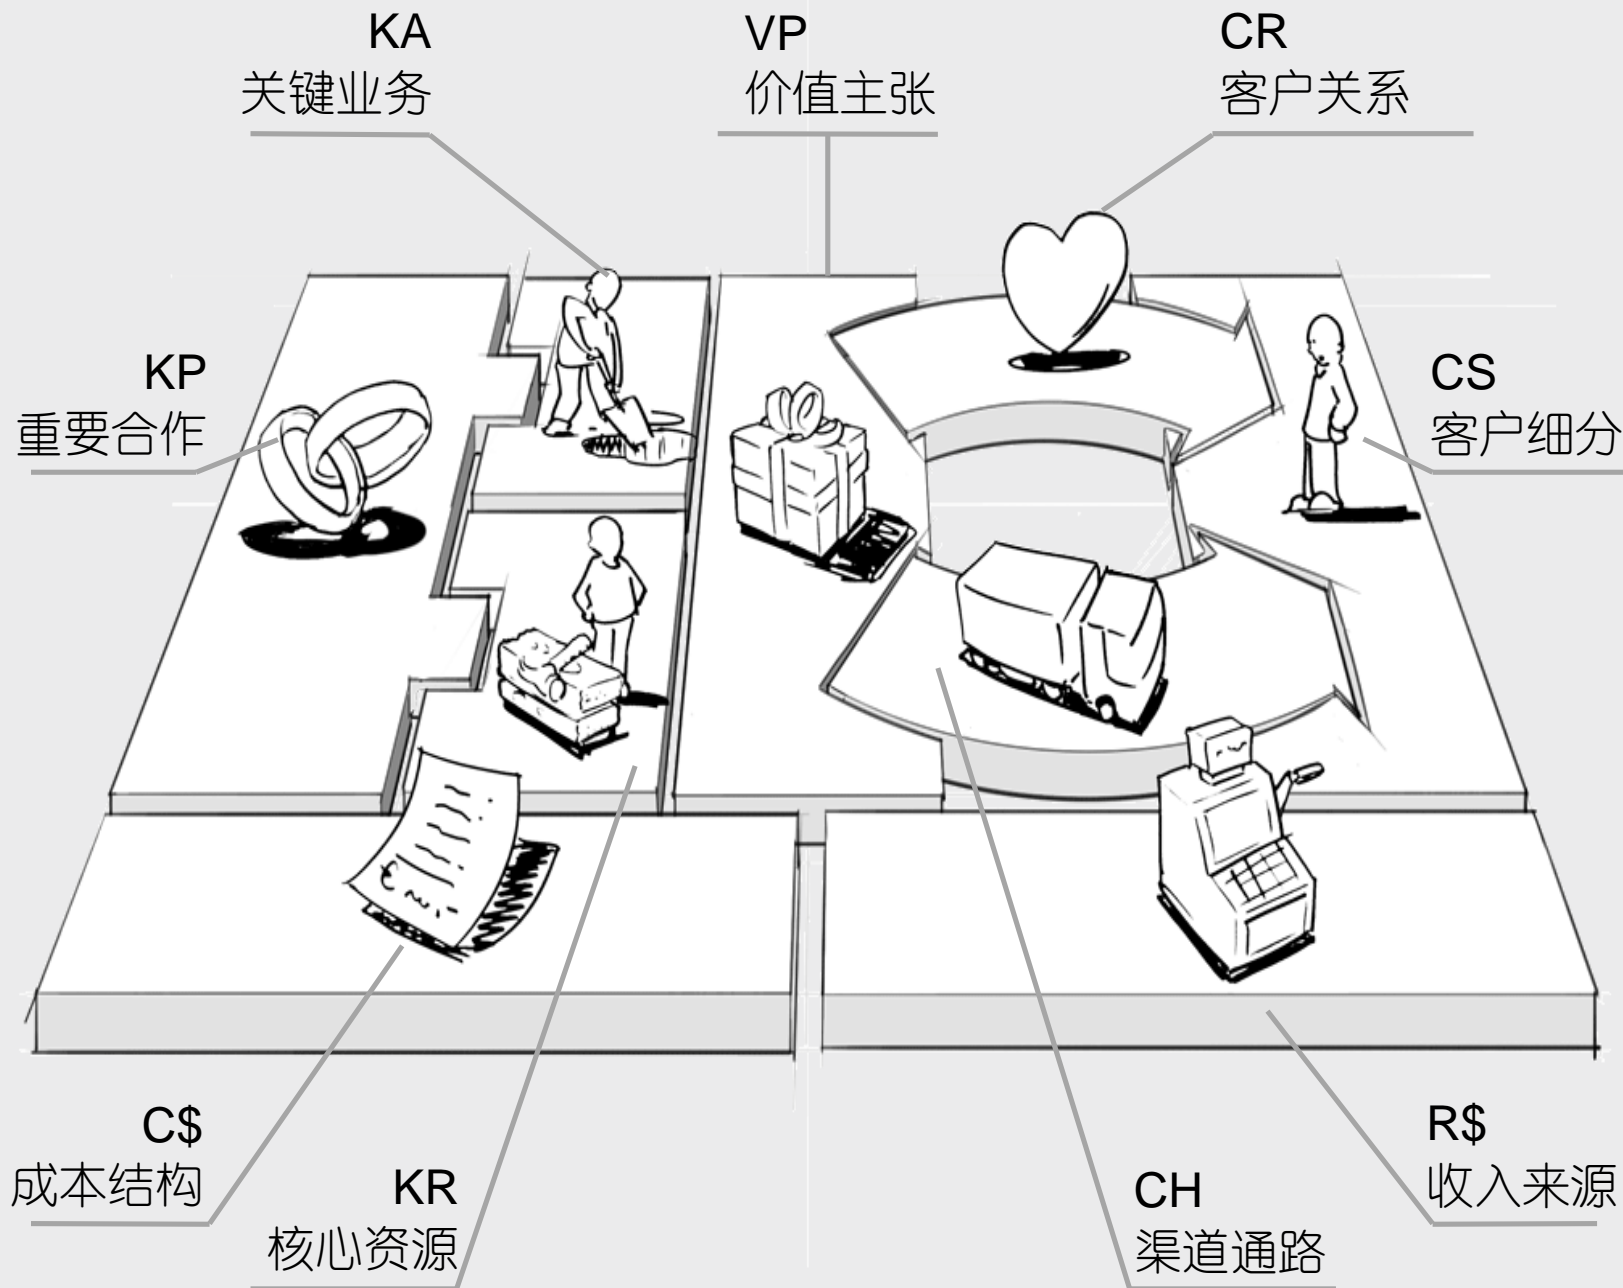 KA
关键业务
VP
价值主张
CR
客户关系
KP
重要合作
CS
客户细分
C$
成本结构
KR
核心资源
CH
渠道通路
R$
收入来源